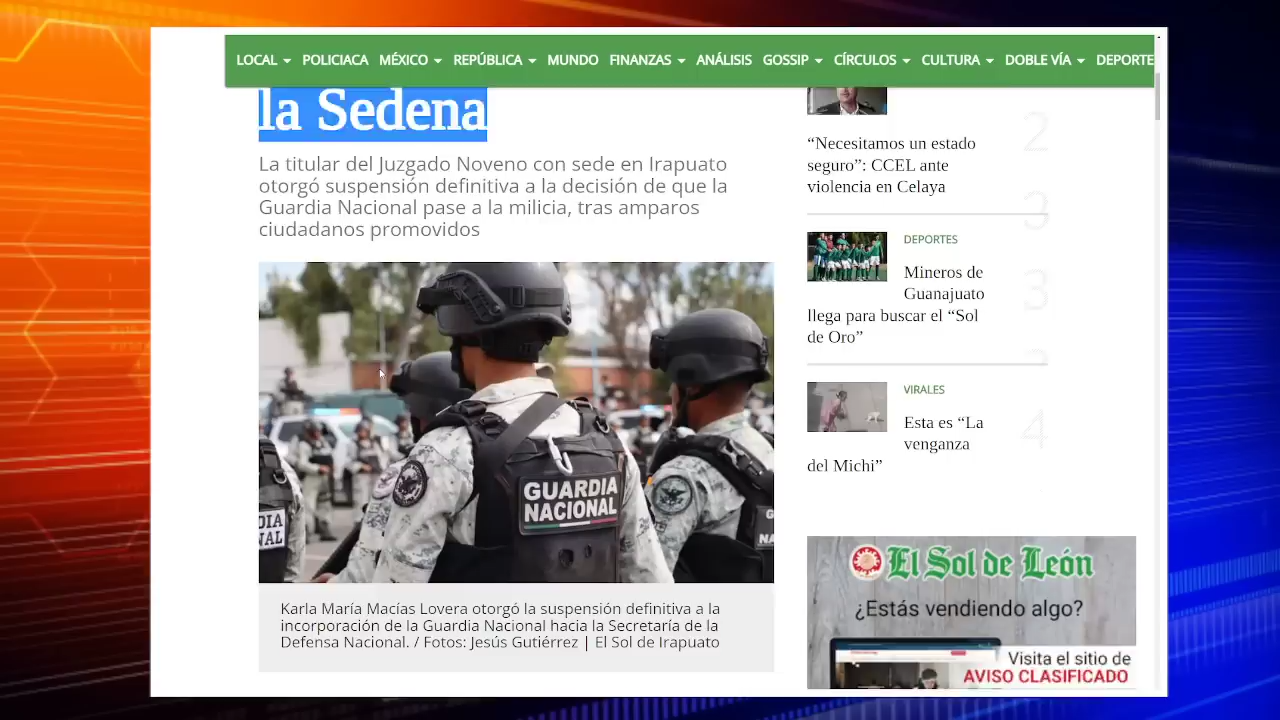 LOCAL POLICIACA MÉXICO REPÚBLICA MUNDO FINANZAS ANÁLISIS GOSSIP CÍRCULOS CULTURA DOBLE VÍA DEPORTE
la Sedena
La titular del Juzgado Noveno con sede en Irapuato
otorgó suspensión definitiva a la decisión de que la
Guardia Nacional pase a la milicia, tras amparos
ciudadanos promovidos
GUARDIA
NACIONAL
Karla María Macías Lovera otorgó la suspensión definitiva a la
incorporación de la Guardia Nacional hacia la Secretaría de la
Defensa Nacional. / Fotos: Jesús Gutiérrez | El Sol de Irapuato
2
“Necesitamos un estado
seguro”: CCEL ante
violencia en Celaya
3
DEPORTES
Mineros de
Guanajuato
llega para buscar el “Sol
de Oro”
3
VIRALES
Esta es “La
venganza
del Michi”
4
El Sol de León
¿Estás vendiendo algo?
Visita el sitio de
AVISO CLASIFICADO